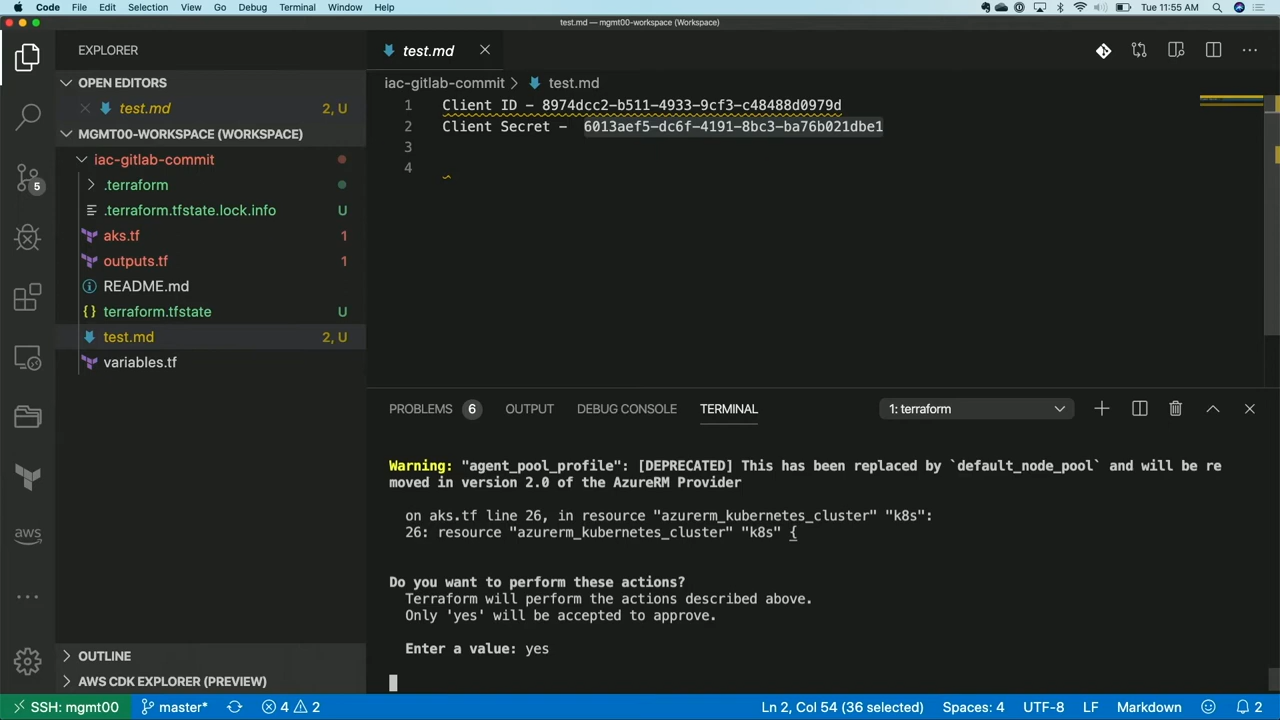 Code File Edit Selection View Go Debug Terminal Window Help Tue 11:55 AM
test.md — mgmt00-workspace (Workspace)
EXPLORER
test.md
OPEN EDITORS
test.md 2, U
MGMT00-WORKSPACE (WORKSPACE)
iac-gitlab-commit
.terraform
.terraform.tfstate.lock.info U
aks.tf 1
outputs.tf 1
README.md
terraform.tfstate U
test.md 2, U
variables.tf
OUTLINE
AWS CDK EXPLORER (PREVIEW)
5
aws
iac-gitlab-commit > test.md
1 Client ID - 8974dcc2-b511-4933-9cf3-c48488d0979d
2 Client Secret - 6013aef5-dc6f-4191-8bc3-ba76b021dbe1
3
4
PROBLEMS 6 OUTPUT DEBUG CONSOLE TERMINAL 1: terraform
Warning: "agent_pool_profile": [DEPRECATED] This has been replaced by `default_node_pool` and will be re
moved in version 2.0 of the AzureRM Provider
on aks.tf line 26, in resource "azurerm_kubernetes_cluster" "k8s":
26: resource "azurerm_kubernetes_cluster" "k8s" {
Do you want to perform these actions?
Terraform will perform the actions described above.
Only 'yes' will be accepted to approve.
Enter a value: yes
SSH: mgmt00 master* 4 2 Ln 2, Col 54 (36 selected) Spaces: 4 UTF-8 LF Markdown 2